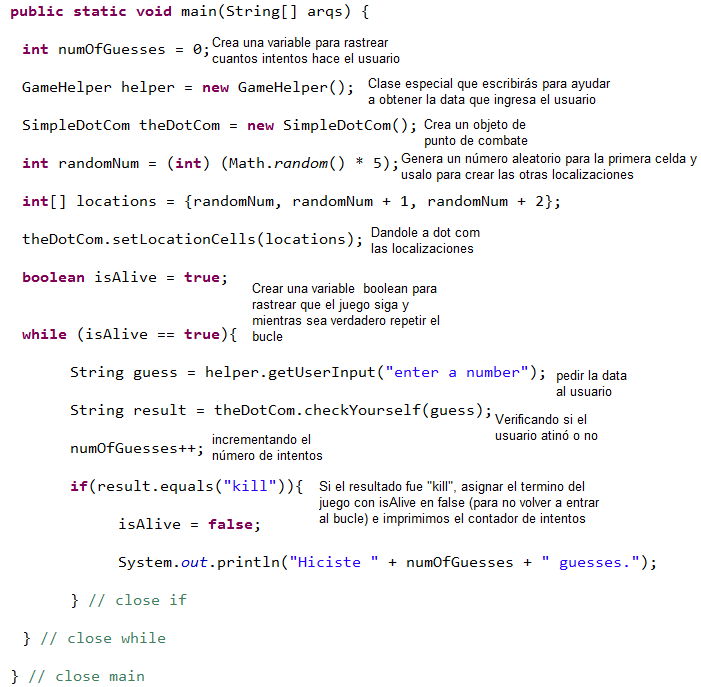 public static void main(String[] args) {
int numOfGuesses = 0; Crea una variable para rastrear
cuantos intentos hace el usuario
GameHelper helper = new GameHelper(); Clase especial que escribirás para ayudar
a obtener la data que ingresa el usuario
SimpleDotCom theDotCom = new SimpleDotCom(); Crea un objeto de
punto de combate
int randomNum = (int) (Math.random() * 5); Genera un número aleatorio para la primera celda y
usalo para crear las otras localizaciones
int[] locations = {randomNum, randomNum + 1, randomNum + 2};
theDotCom.setLocationCells(locations); Dandole a dot com
las localizaciones
boolean isAlive = true;
Crear una variable boolean para
rastrear que el juego siga y
mientras sea verdadero repetir el
bucle
while (isAlive == true){
String guess = helper.getUserInput("enter a number"); pedir la data
al usuario
String result = theDotCom.checkYourself(guess); Verificando si el
usuario atinó o no
numOfGuesses++; incrementando el
número de intentos
if(result.equals("kill")){ Si el resultado fue "kill", asignar el termino del
juego con isAlive en false (para no volver a entrar
al bucle) e imprimimos el contador de intentos
isAlive = false;
System.out.println("Hiciste " + numOfGuesses + " guesses.");
} // close if
} // close while
} // close main